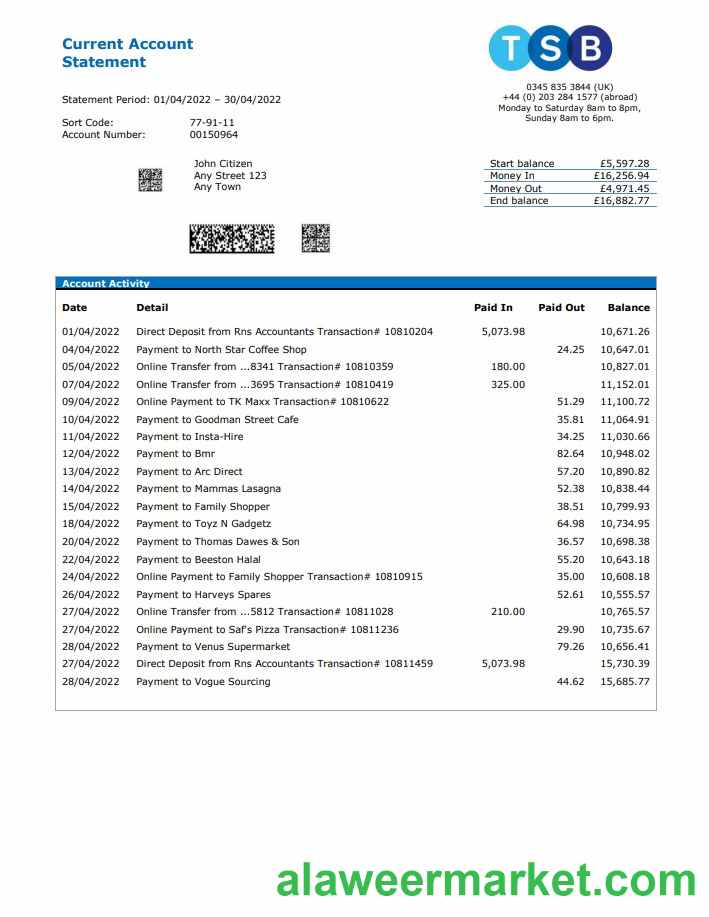 Current Account
Statement
TSB
0345 835 3844 (UK)
+44 (0) 203 284 1577 (abroad)
Monday to Saturday 8am to 8pm,
Sunday 8am to 6pm.
Statement Period: 01/04/2022 – 30/04/2022
Sort Code: 77-91-11
Account Number: 00150964
John Citizen
Any Street 123
Any Town
Start balance £5,597.28
Money In £16,256.94
Money Out £4,971.45
End balance £16,882.77
Account Activity
Date Detail Paid In Paid Out Balance
01/04/2022 Direct Deposit from Rns Accountants Transaction# 10810204 5,073.98 10,671.26
04/04/2022 Payment to North Star Coffee Shop 24.25 10,647.01
05/04/2022 Online Transfer from ...8341 Transaction# 10810359 180.00 10,827.01
07/04/2022 Online Transfer from ...3695 Transaction# 10810419 325.00 11,152.01
09/04/2022 Online Payment to TK Maxx Transaction# 10810622 51.29 11,100.72
10/04/2022 Payment to Goodman Street Cafe 35.81 11,064.91
11/04/2022 Payment to Insta-Hire 34.25 11,030.66
12/04/2022 Payment to Bmr 82.64 10,948.02
13/04/2022 Payment to Arc Direct 57.20 10,890.82
14/04/2022 Payment to Mammas Lasagna 52.38 10,838.44
15/04/2022 Payment to Family Shopper 38.51 10,799.93
18/04/2022 Payment to Toyz N Gadgetz 64.98 10,734.95
20/04/2022 Payment to Thomas Dawes & Son 36.57 10,698.38
22/04/2022 Payment to Beeston Halal 55.20 10,643.18
24/04/2022 Online Payment to Family Shopper Transaction# 10810915 35.00 10,608.18
26/04/2022 Payment to Harveys Spares 52.61 10,555.57
27/04/2022 Online Transfer from ...5812 Transaction# 10811028 210.00 10,765.57
27/04/2022 Online Payment to Saf's Pizza Transaction# 10811236 29.90 10,735.67
28/04/2022 Payment to Venus Supermarket 79.26 10,656.41
27/04/2022 Direct Deposit from Rns Accountants Transaction# 10811459 5,073.98 15,730.39
28/04/2022 Payment to Vogue Sourcing 44.62 15,685.77
alaweermarket.com